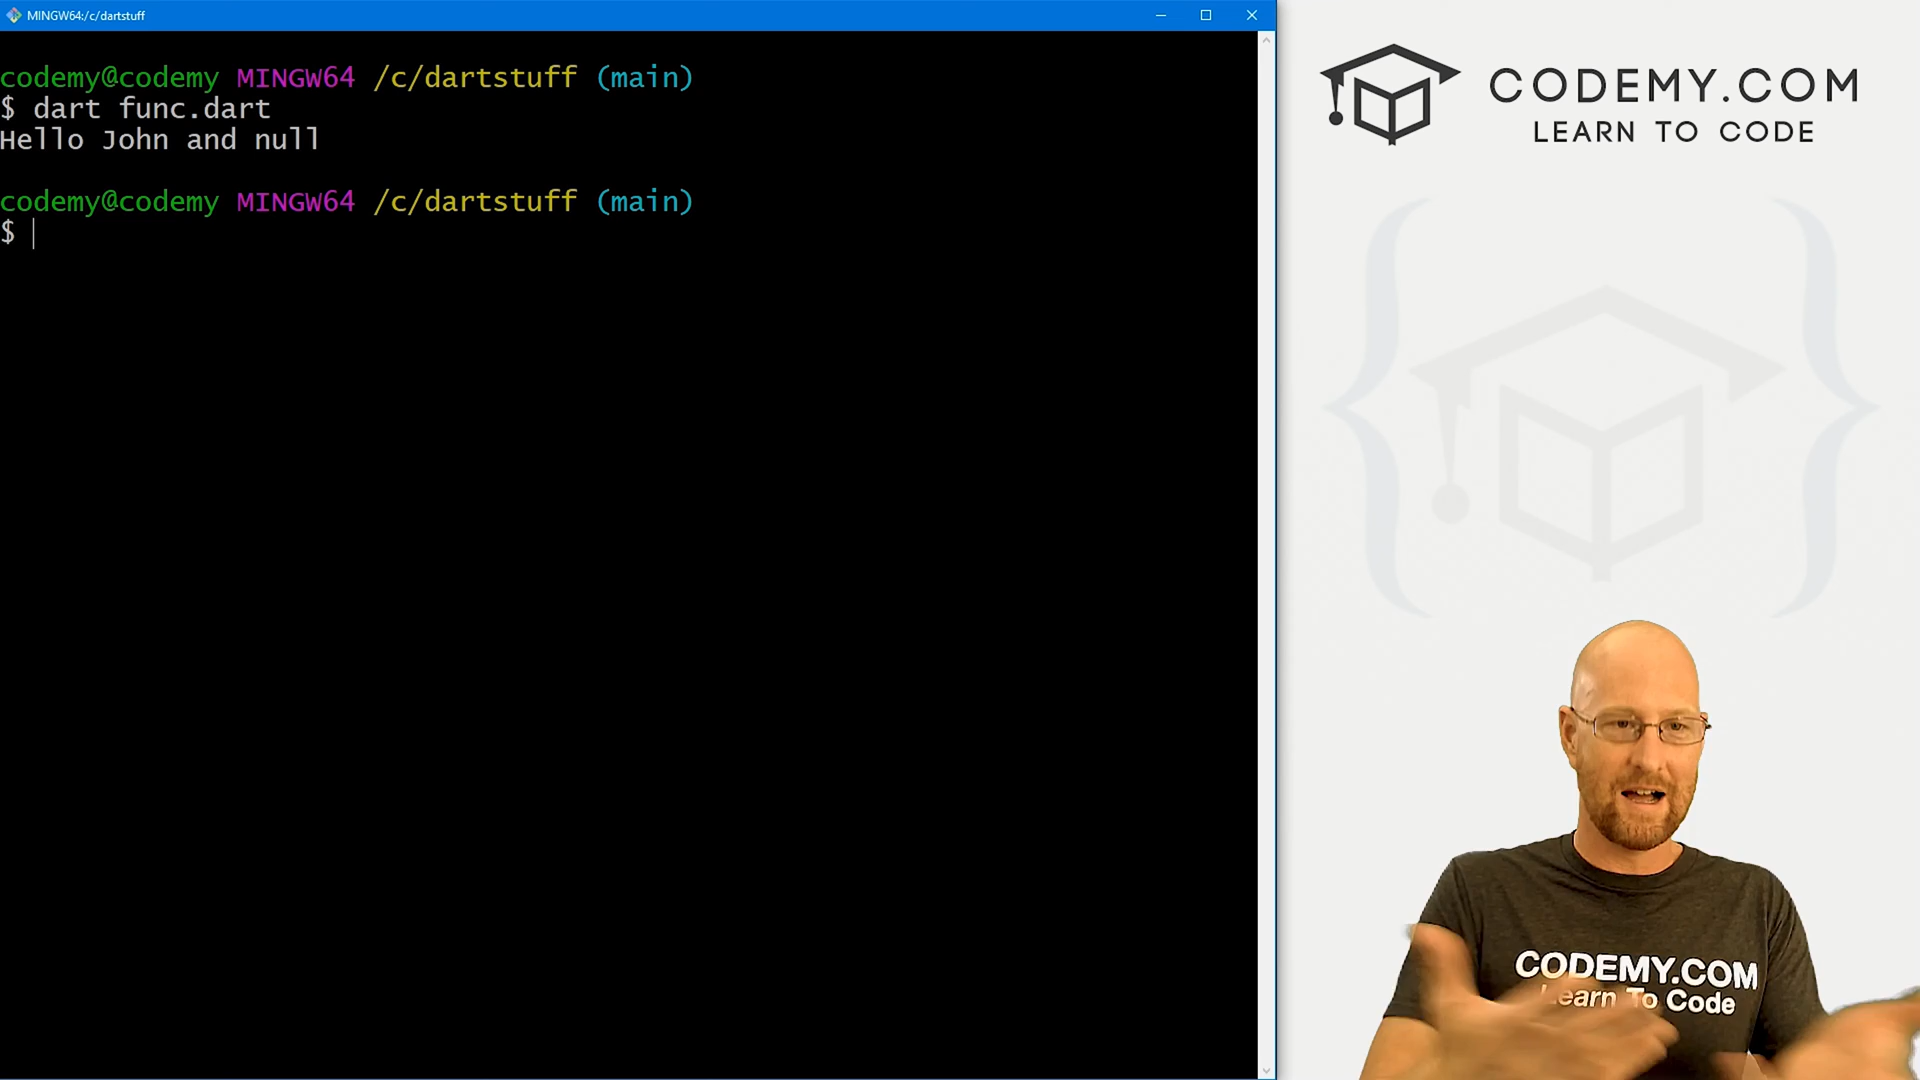 MINGW64:/c/dartstuff
codemy@codemy MINGW64 /c/dartstuff (main)
$ dart func.dart
Hello John and null
codemy@codemy MINGW64 /c/dartstuff (main)
$
CODEMY.COM
LEARN TO CODE
CODEMY.COM
Learn To Code